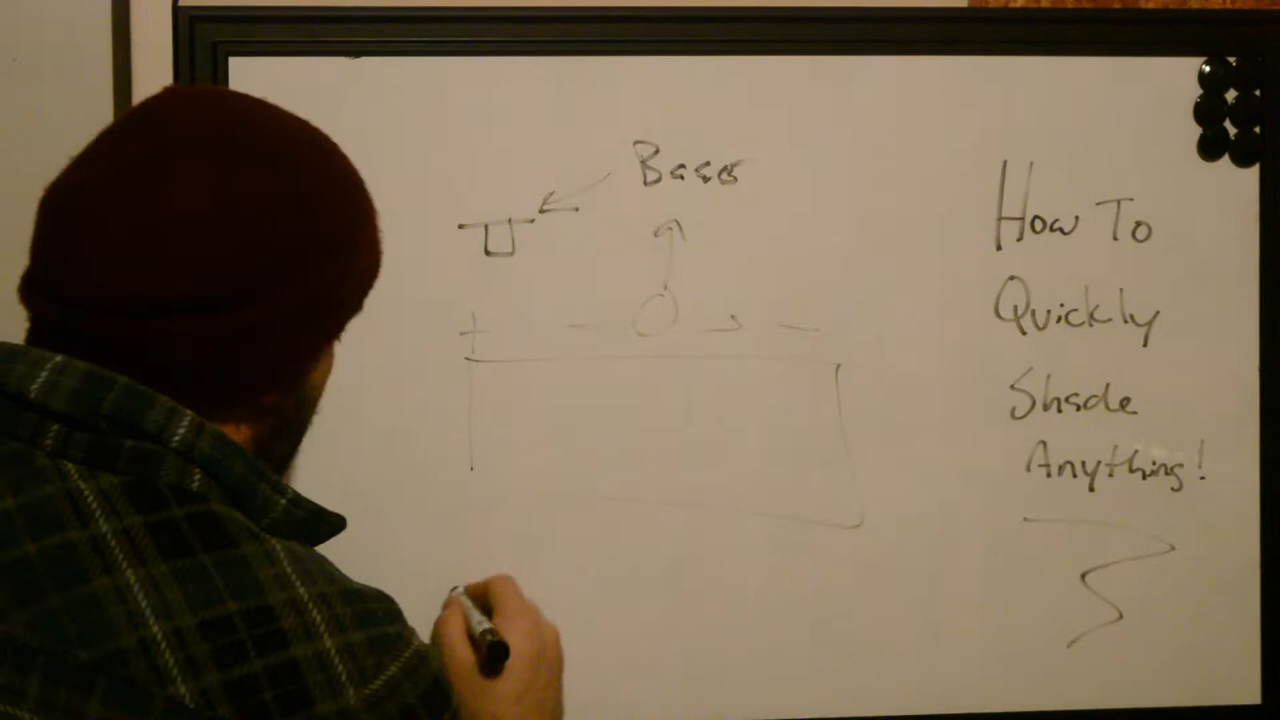 Base
+ - O → -
How To
Quickly
Shade
Anything!